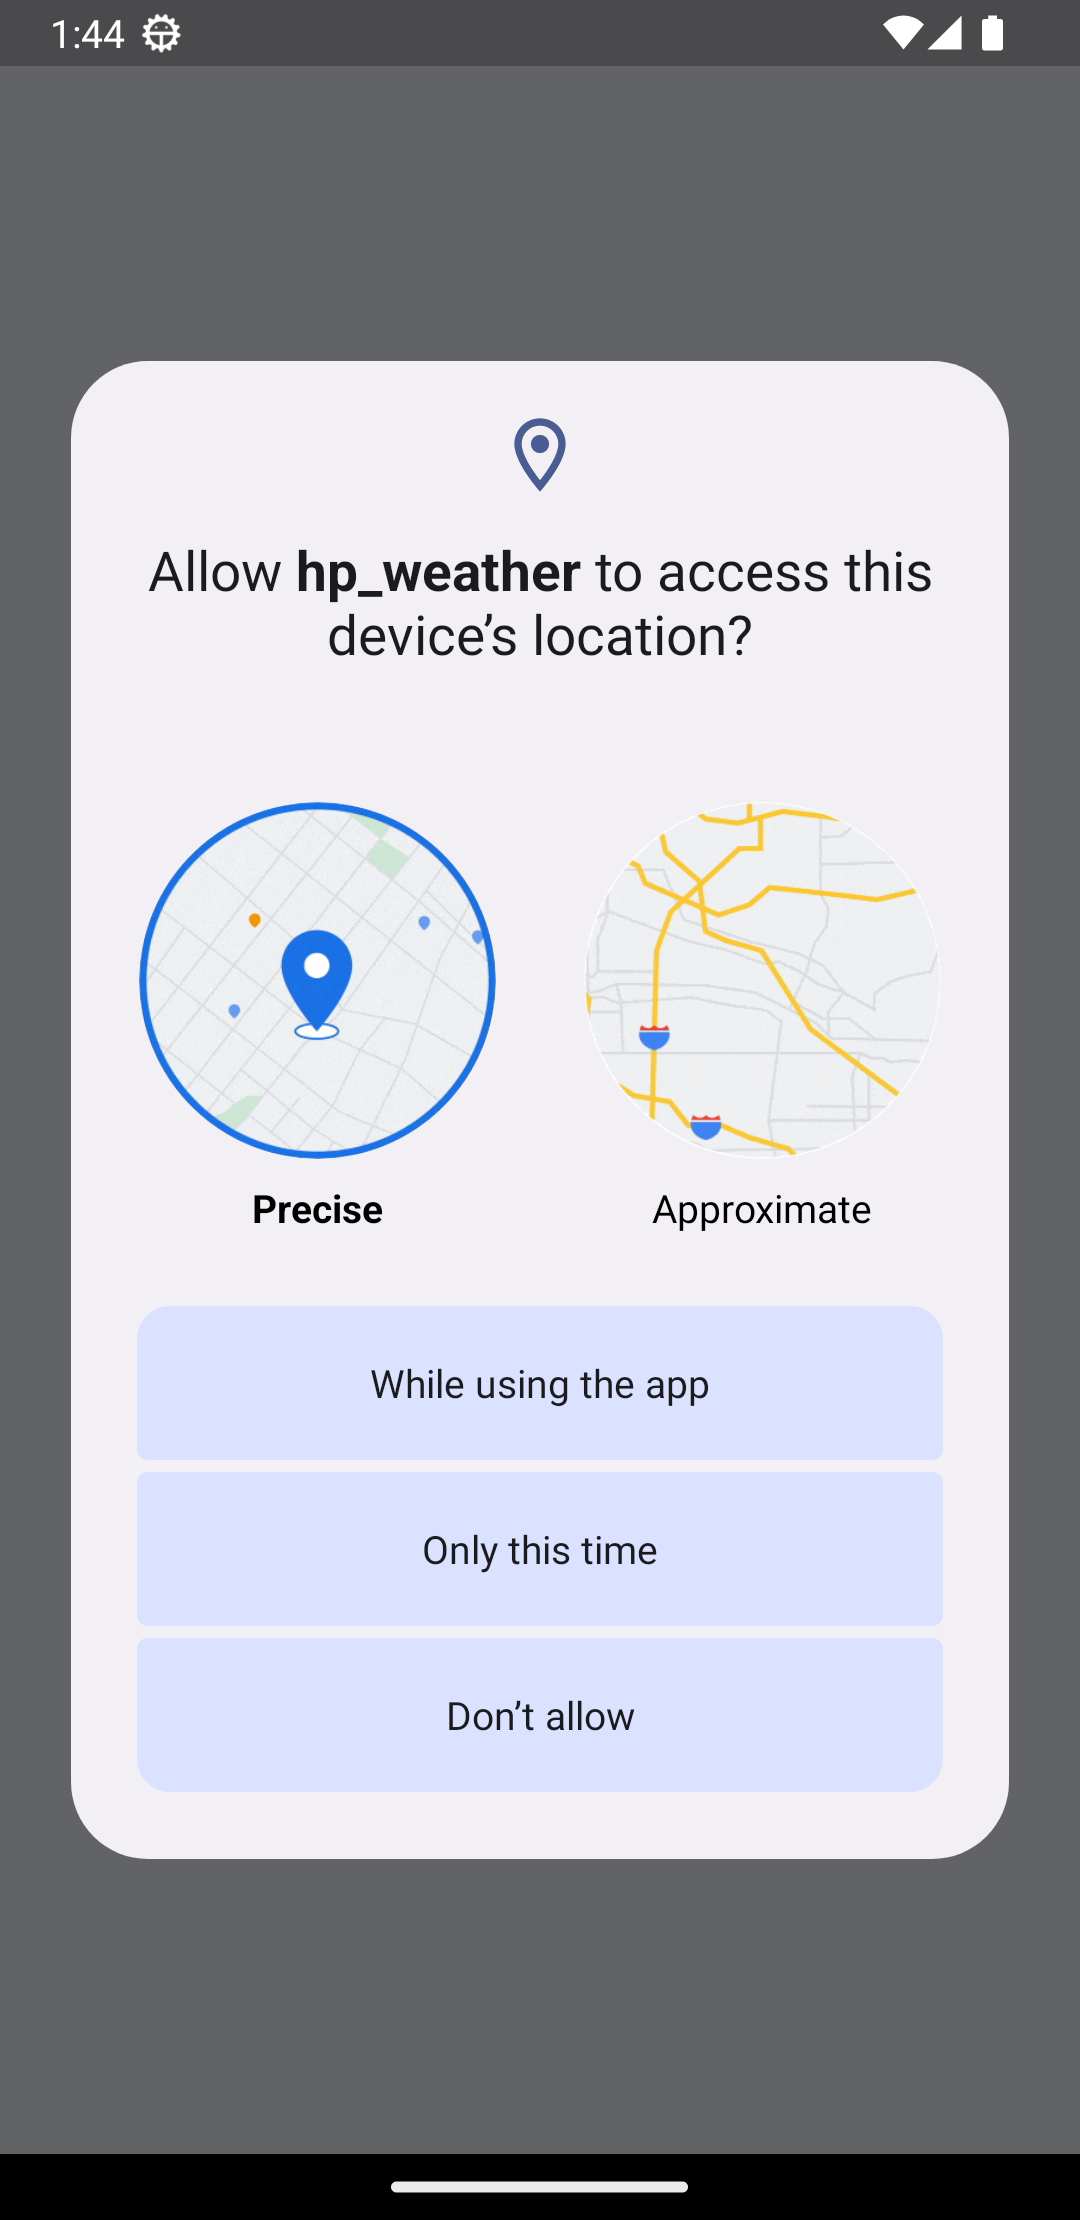 1:44
Allow hp_weather to access this
device’s location?
Precise
Approximate
While using the app
Only this time
Don’t allow